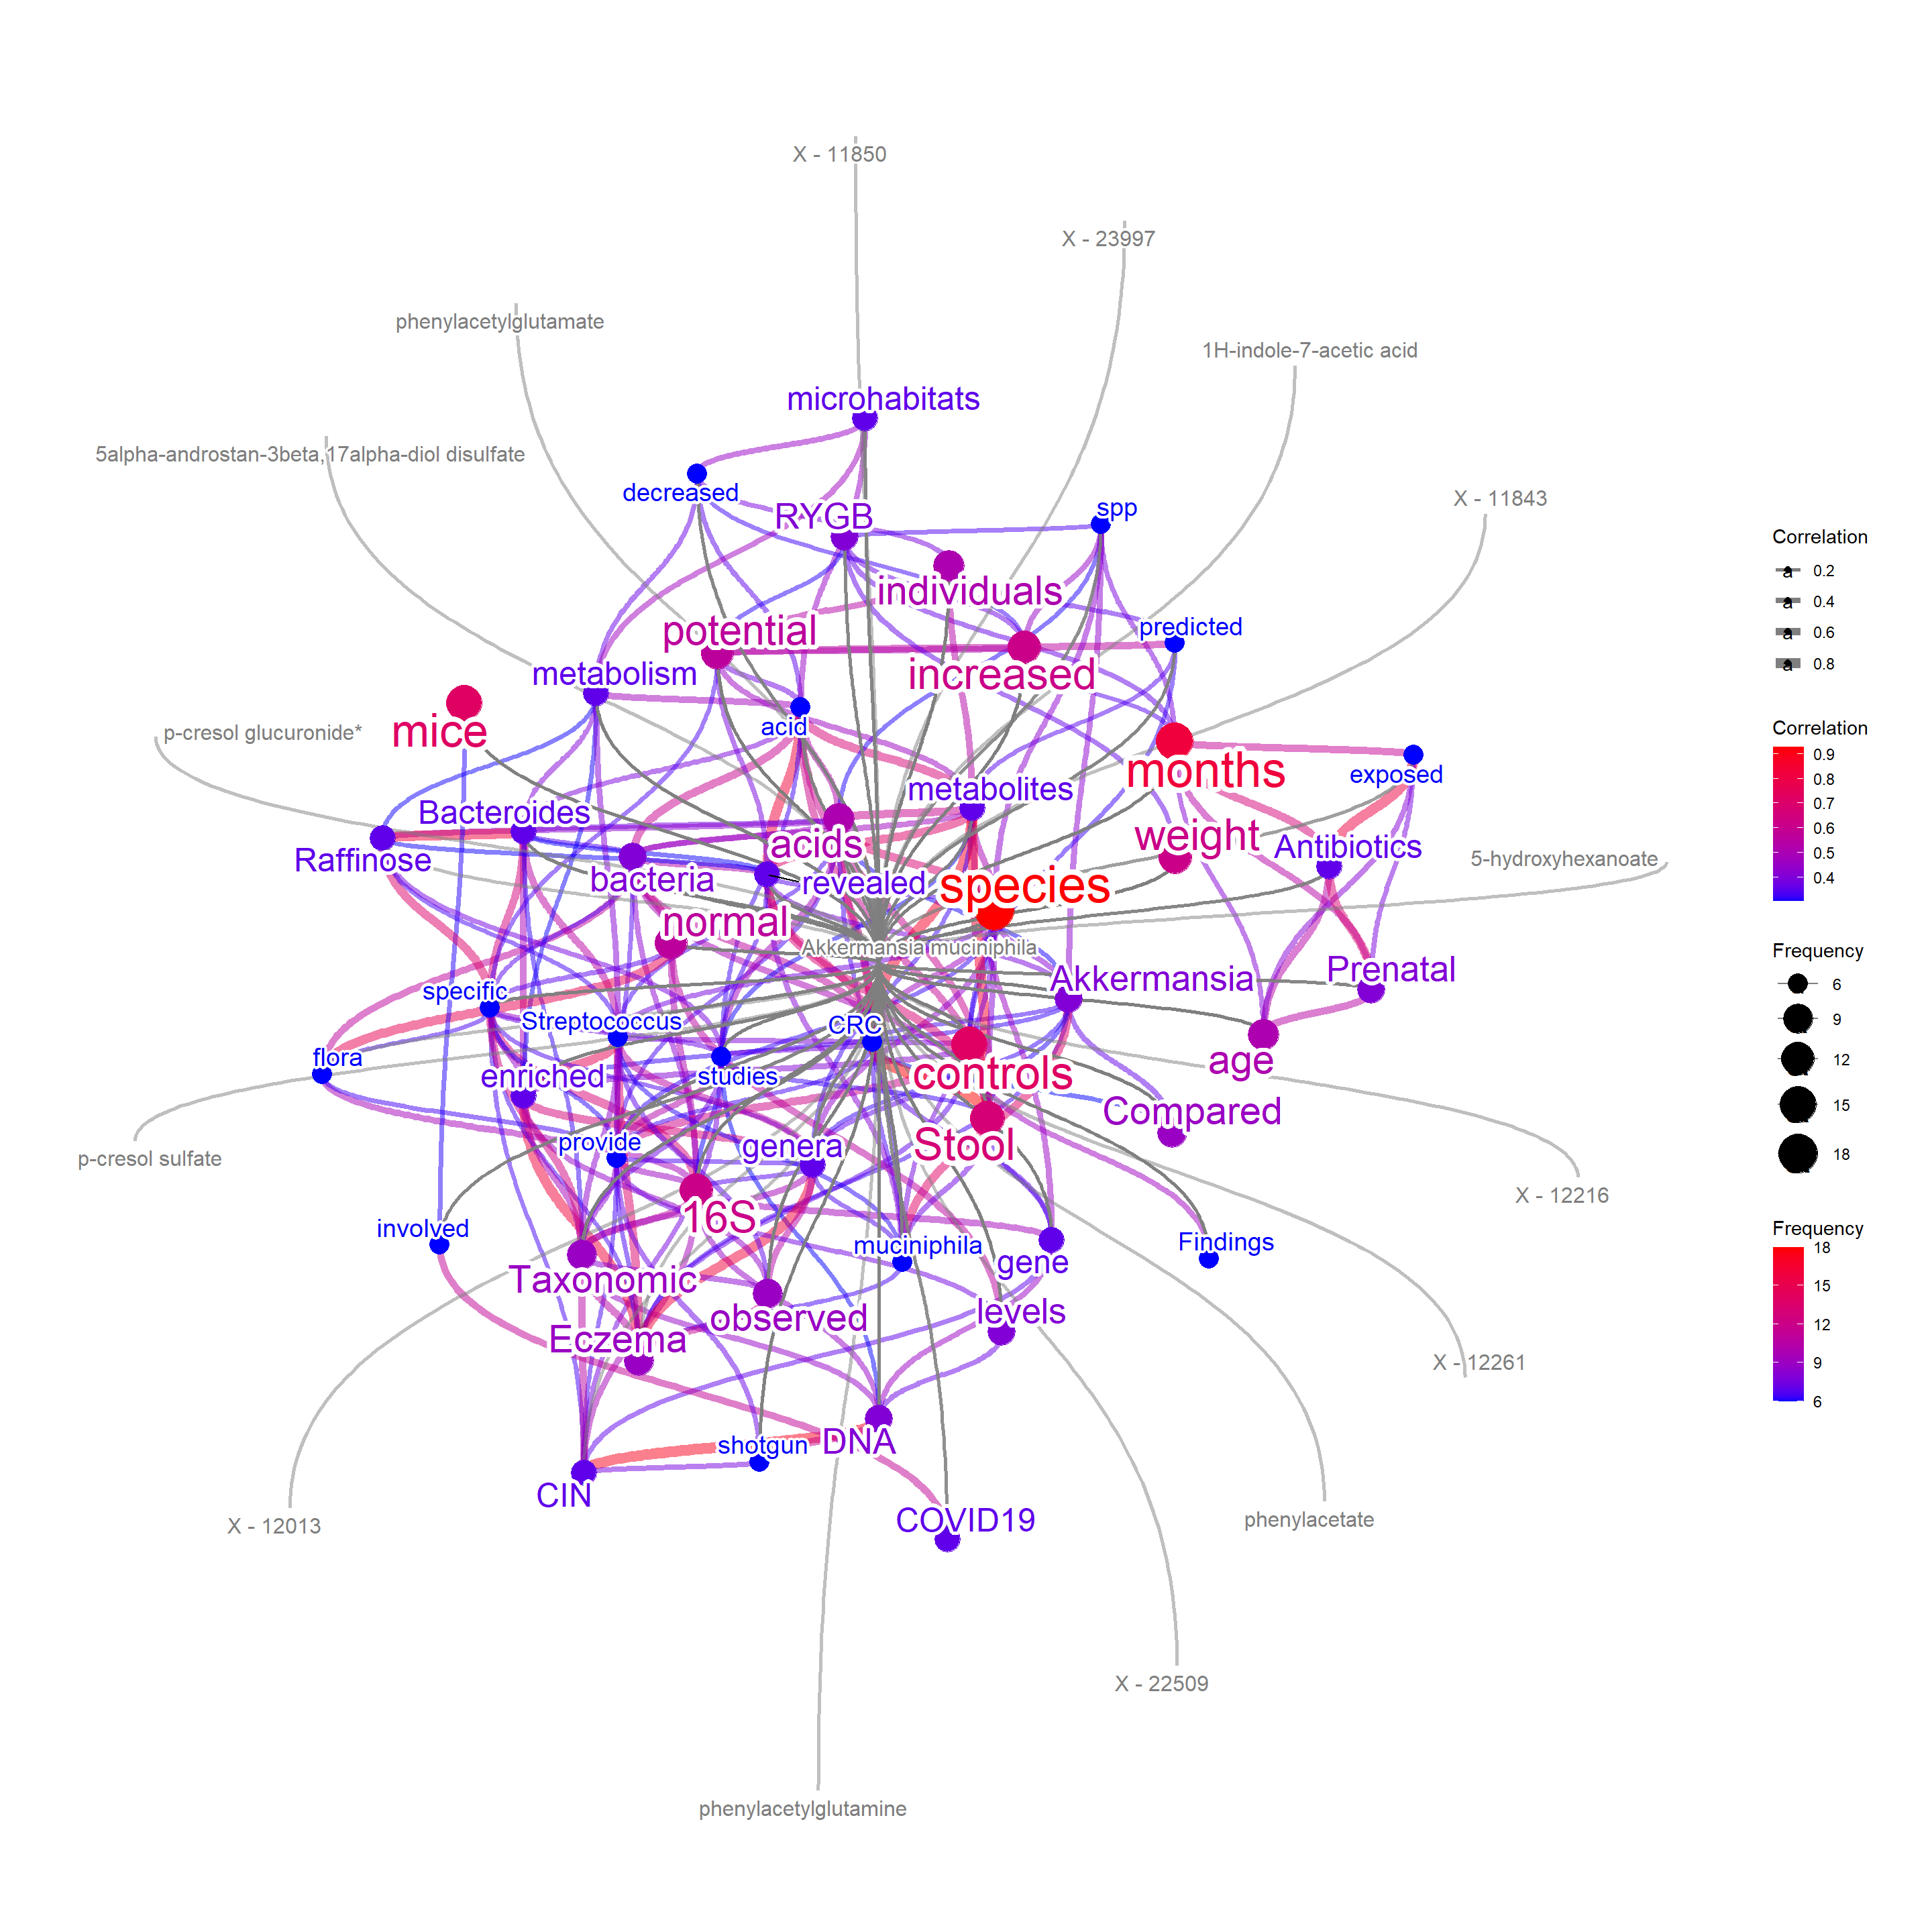 X - 11850
X - 23997
phenylacetylglutamate
1H-indole-7-acetic acid
microhabitats
5alpha-androstan-3beta,17alpha-diol disulfate
decreased
X - 11843
RYGB
spp
individuals
potential
predicted
metabolism
increased
mice
p-cresol glucuronide*
acid
months
exposed
metabolites
Bacteroides
weight
acids
Antibiotics
Raffinose
bacteria
revealed
species
5-hydroxyhexanoate
normal
Akkermansia muciniphila
Akkermansia
Prenatal
specific
Streptococcus
CRC
flora
enriched
studies
controls
age
Compared
provide
genera
Stool
p-cresol sulfate
X - 12216
16S
involved
muciniphila
gene
Findings
Taxonomic
observed
levels
Eczema
X - 12261
shotgun
DNA
CIN
COVID19
X - 12013
phenylacetate
X - 22509
phenylacetylglutamine
Correlation
a 0.2
a 0.4
a 0.6
a 0.8
Correlation
0.9
0.8
0.7
0.6
0.5
0.4
Frequency
6
9
12
15
18
Frequency
18
15
12
9
6